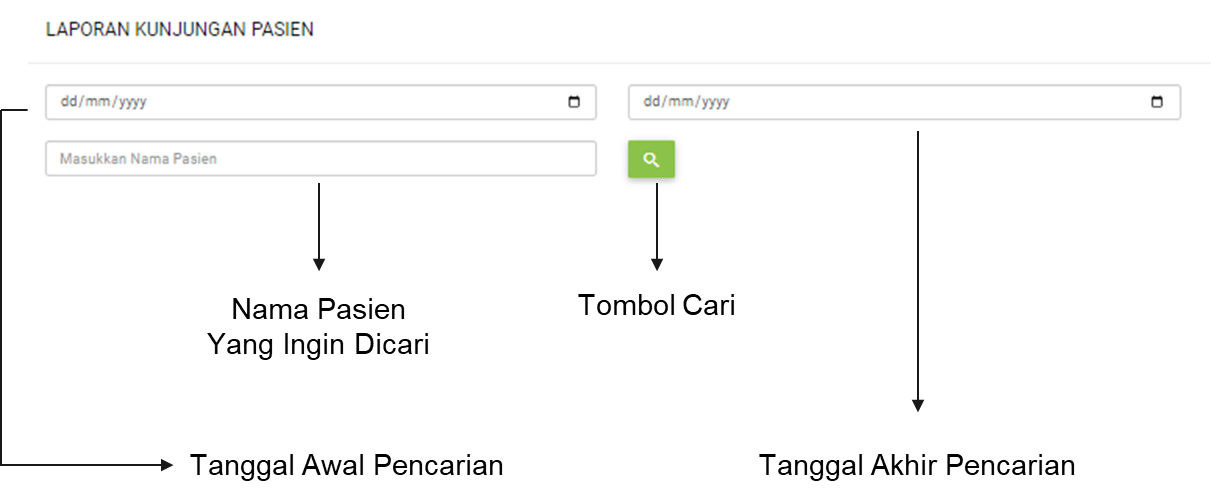 LAPORAN KUNJUNGAN PASIEN
dd/mm/yyyy
dd/mm/yyyy
Masukkan Nama Pasien
Nama Pasien
Yang Ingin Dicari
Tombol Cari
Tanggal Awal Pencarian
Tanggal Akhir Pencarian